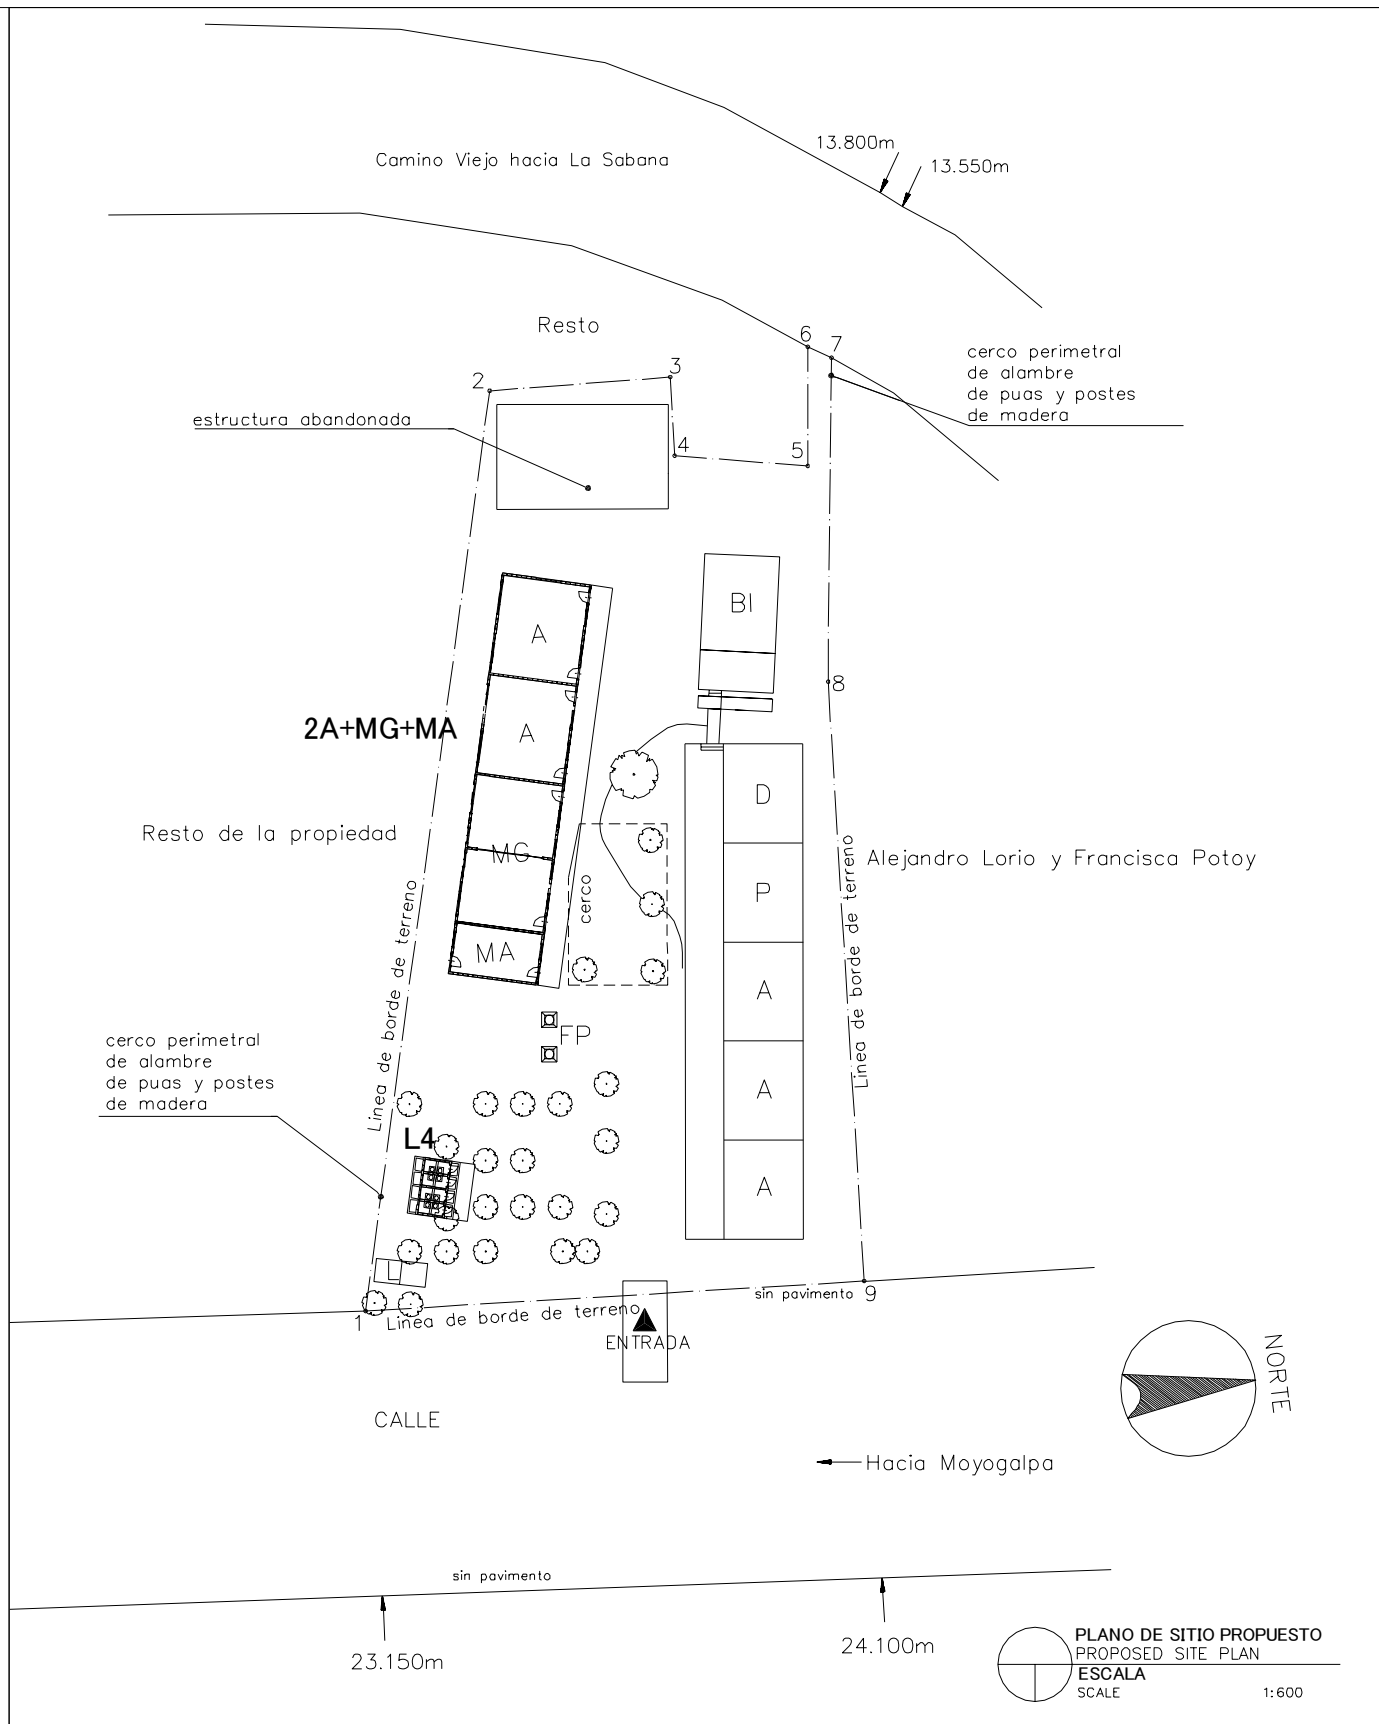 Camino Viejo hacia La Sabana
13.800m
13.550m
Resto
6
7
cerco perimetral
de alambre
de puas y postes
de madera
2
3
estructura abandonada
4
5
BI
A
8
2A+MG+MA
A
D
Resto de la propiedad
Linea de borde de terreno
Alejandro Lorio y Francisca Potoy
MG
cerco
P
MA
A
Linea de borde de terreno
FP
cerco perimetral
de alambre
de puas y postes
de madera
A
L4
A
L
sin pavimento
9
1
Linea de borde de terreno
ENTRADA
NORTE
CALLE
Hacia Moyogalpa
sin pavimento
23.150m
24.100m
PLANO DE SITIO PROPUESTO
PROPOSED SITE PLAN
ESCALA
SCALE 1:600